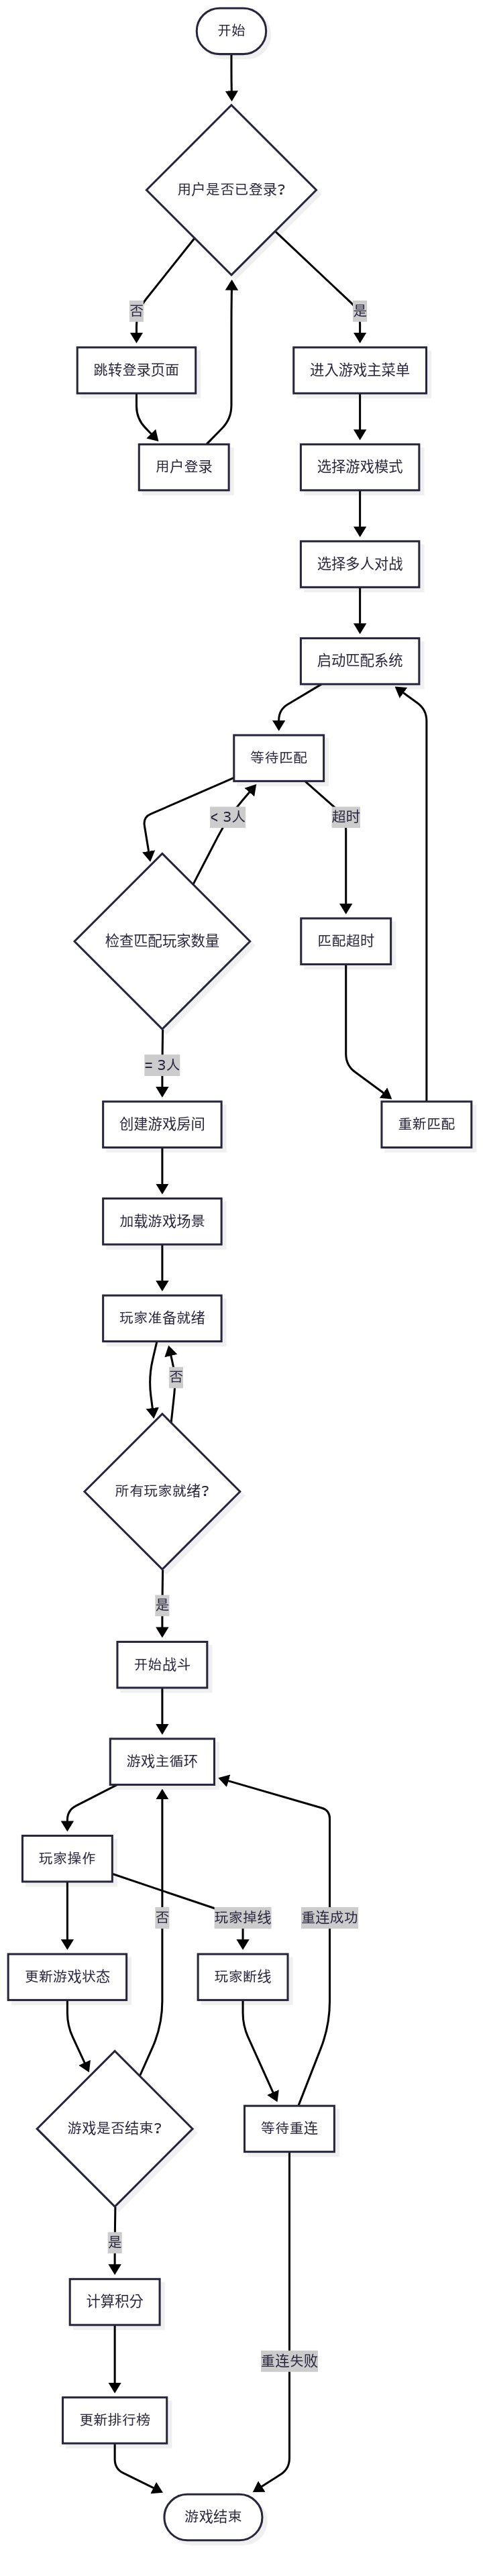 开始
用户是否已登录?
否
是
跳转登录页面
进入游戏主菜单
用户登录
选择游戏模式
选择多人对战
启动匹配系统
等待匹配
< 3人
超时
检查匹配玩家数量
匹配超时
= 3人
创建游戏房间
重新匹配
加载游戏场景
玩家准备就绪
否
所有玩家就绪?
是
开始战斗
游戏主循环
玩家操作
否
玩家掉线
重连成功
更新游戏状态
玩家断线
游戏是否结束?
等待重连
是
计算积分
重连失败
更新排行榜
游戏结束